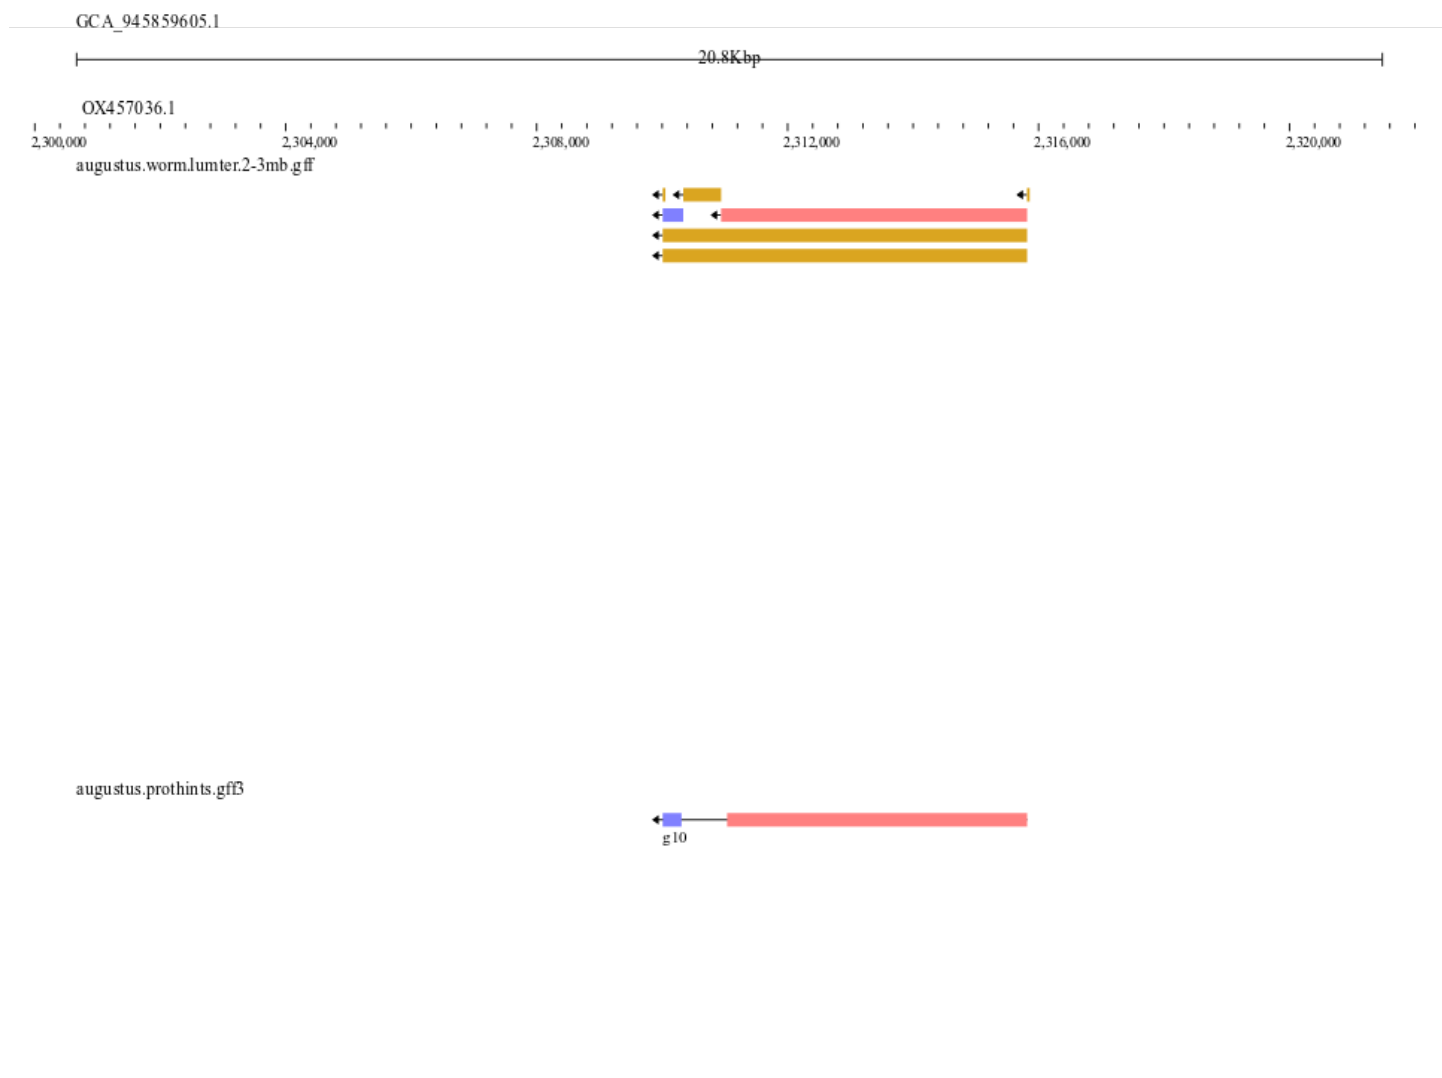 GCA_945859605.1
20.8Kbp
OX457036.1
2,300,000 2,304,000 2,308,000 2,312,000 2,316,000 2,320,000
augustus.worm.lumter.2-3mb.gff
augustus.prothints.gff3
g10